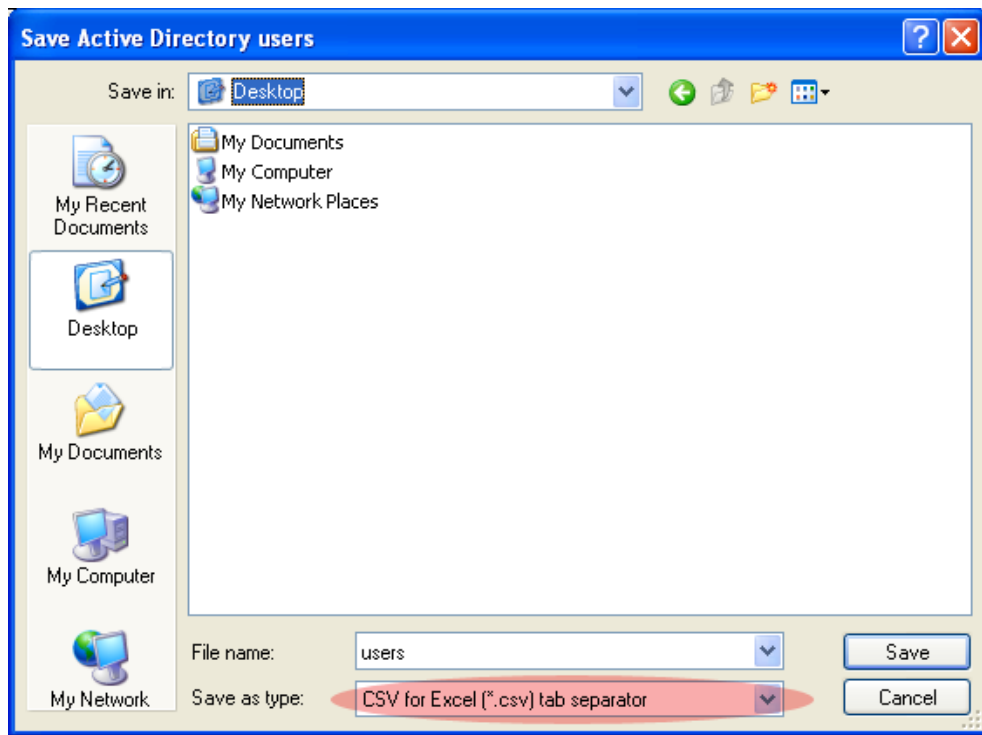 Save Active Directory users
Save in: Desktop
My Documents
My Computer
My Network Places
My Recent
Documents
Desktop
My Documents
My Computer
My Network
File name: users
Save
Save as type: CSV for Excel (*.csv) tab separator
Cancel